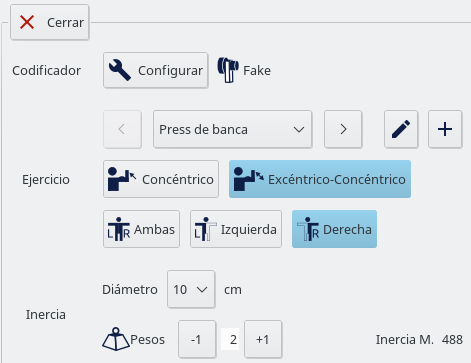 Cerrar
Codificador Configurar Fake
Press de banca
Ejercicio Concéntrico Excéntrico-Concéntrico
L R Ambas L Izquierda R Derecha
Diámetro 10 cm
Inercia
Pesos -1 2 +1 Inercia M. 488